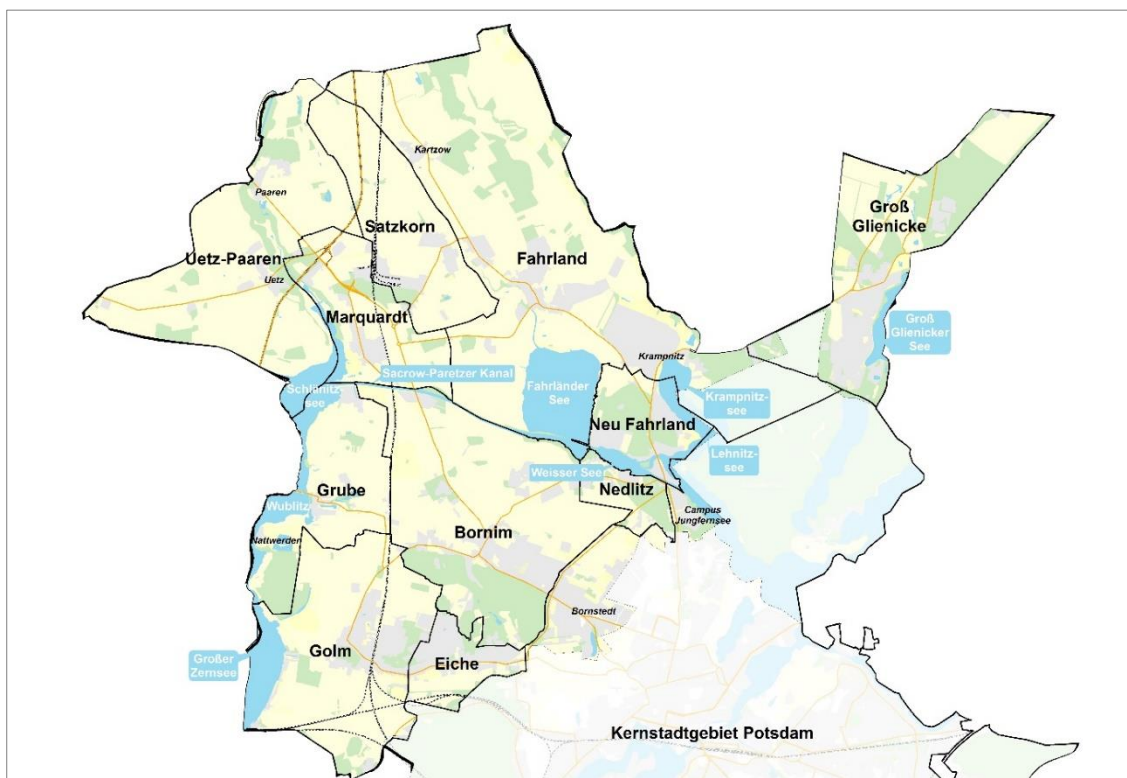 Kartzow
Groß
Glienicke
Paaren
Satzkorn
Uetz-Paaren
Fahrland
Uetz
Marquardt
Groß
Glienicker
See
Krampnitz
Sacrow-Paretzer Kanal
Schlänitz-
see
Fahrländer
See
Krampnitz-
see
Neu Fahrland
Lehnitz-
see
Weisser See
Grube
Nedlitz
Wublitz
Campus
Jungfernsee
Bornim
Nattwerder
Bornstedt
Golm
Eiche
Großer
Zernsee
Kernstadtgebiet Potsdam